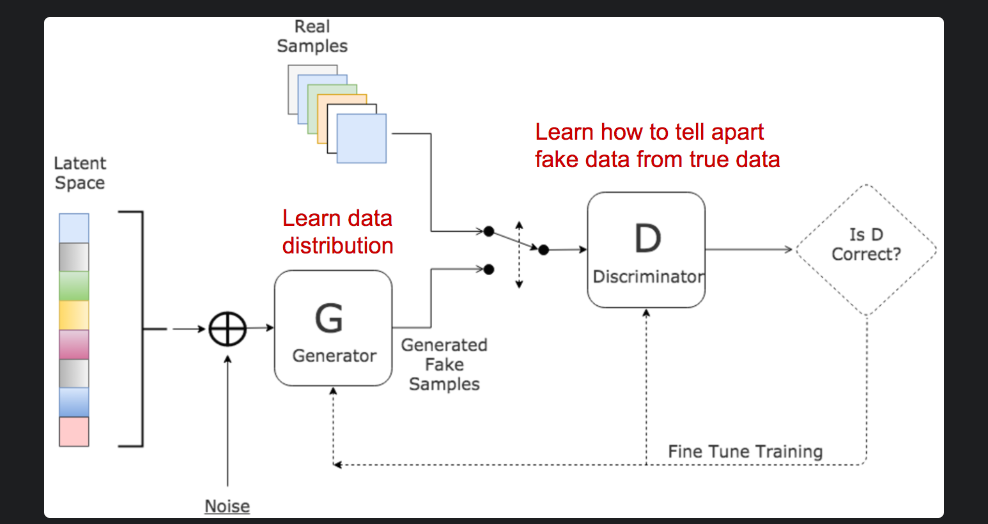 Real
Samples
Learn how to tell apart
fake data from true data
Latent
Space
Learn data
distribution
D
Discriminator
Is D
Correct?
G
Generator
Generated
Fake
Samples
Fine Tune Training
Noise